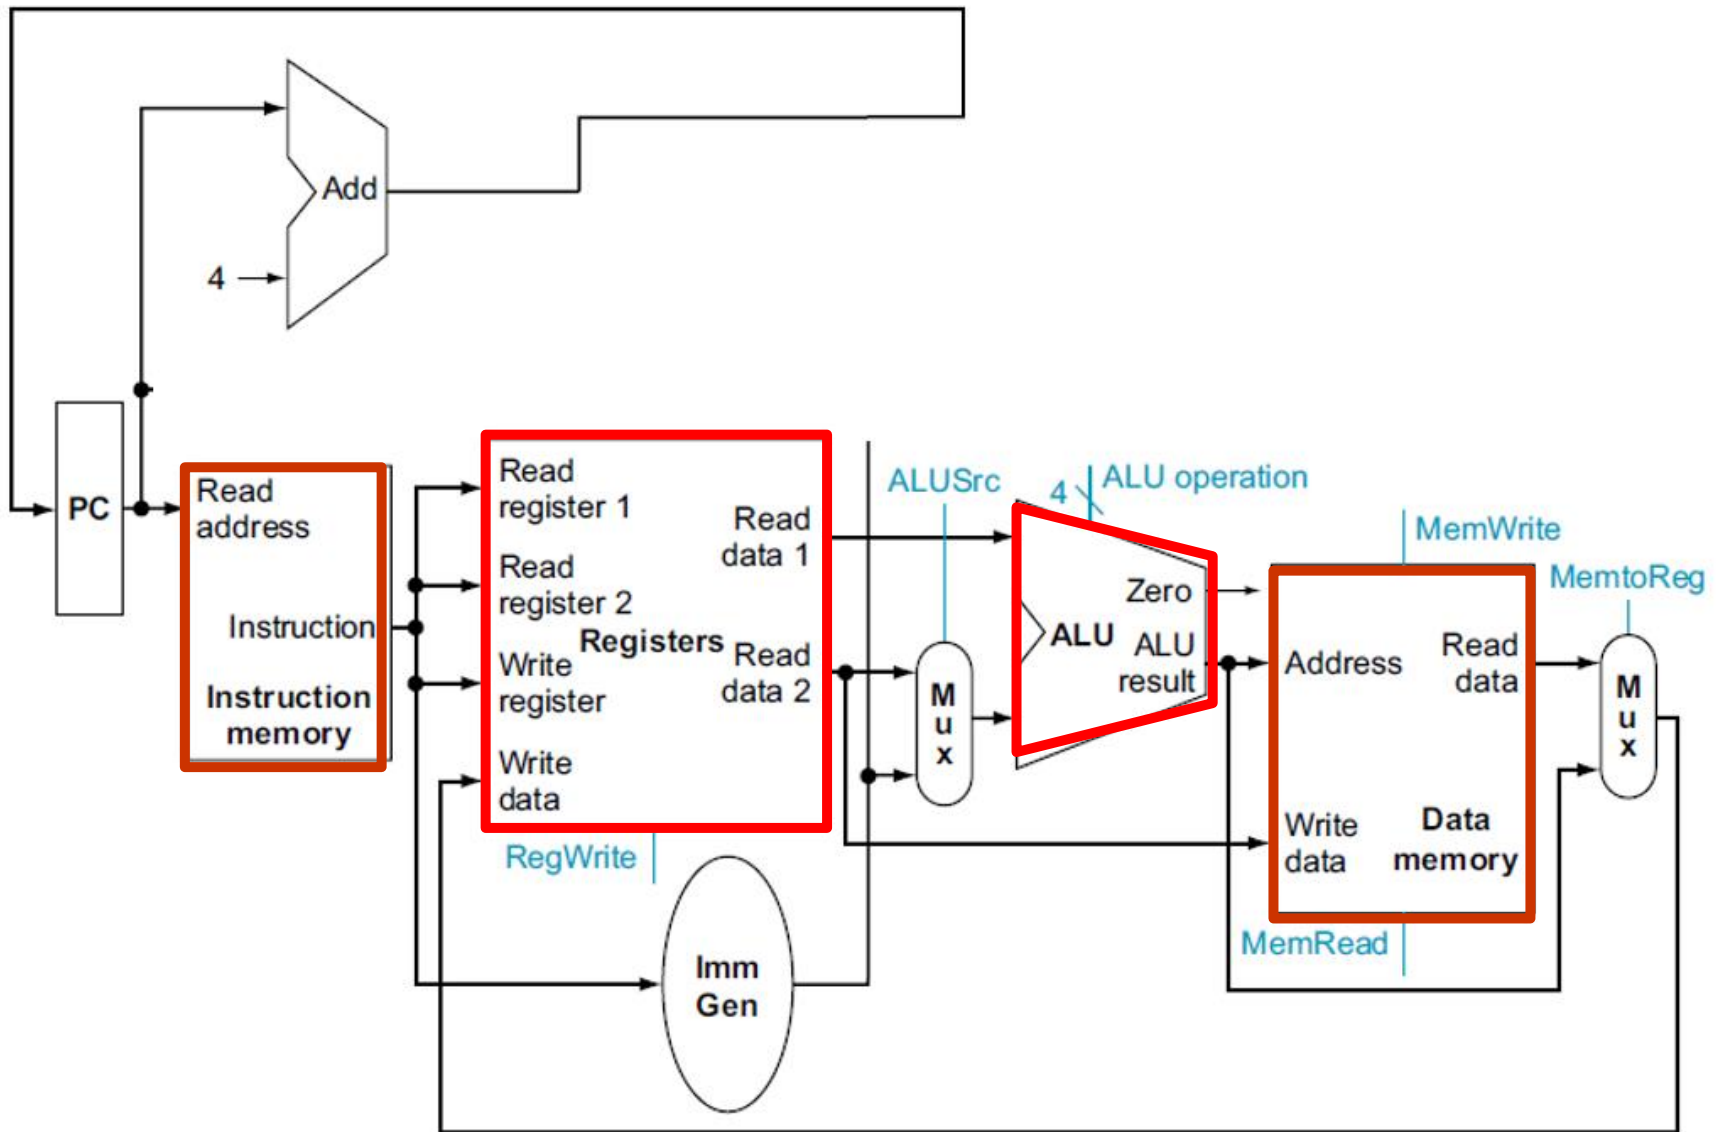 Add
4
PC
Read
address
Instruction
Instruction
memory
Read
register 1
Read
register 2
Write
register
Write
data
Registers
Read
data 1
Read
data 2
RegWrite
Imm
Gen
ALUSrc
M
u
x
4
ALU operation
Zero
ALU
ALU
result
MemWrite
Address
Read
data
Write
data
Data
memory
MemRead
MemtoReg
M
u
x